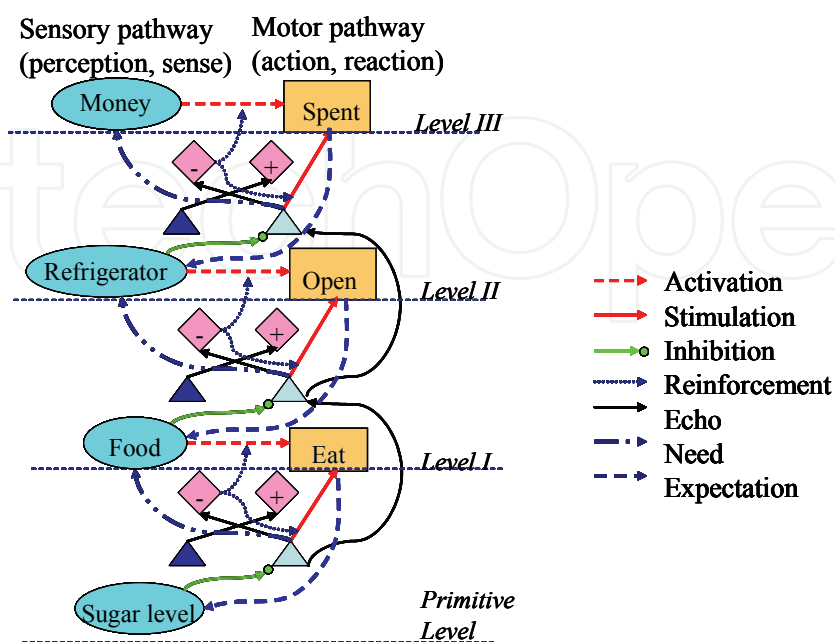 Sensory pathway
(perception, sense)
Motor pathway
(action, reaction)
Money
Spent
Level III
-
+
Refrigerator
Open
Level II
-
+
Food
Eat
Level I
-
+
Sugar level
Primitive
Level
Activation
Stimulation
Inhibition
Reinforcement
Echo
Need
Expectation
techOpe